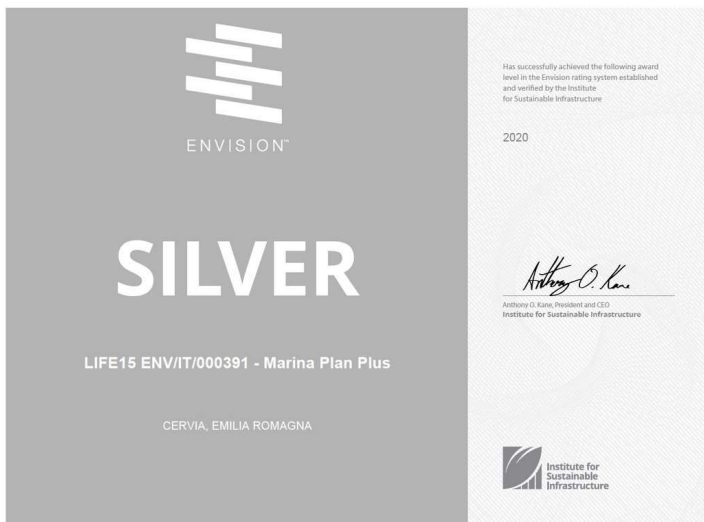 ENVISION™
SILVER
LIFE15 ENV/IT/000391 - Marina Plan Plus
CERVIA, EMILIA ROMAGNA
Has successfully achieved the following award
level in the Envision rating system established
and verified by the Institute
for Sustainable Infrastructure
2020
Anthony O. Kane
Anthony O. Kane, President and CEO
Institute for Sustainable Infrastructure
Institute for
Sustainable
Infrastructure